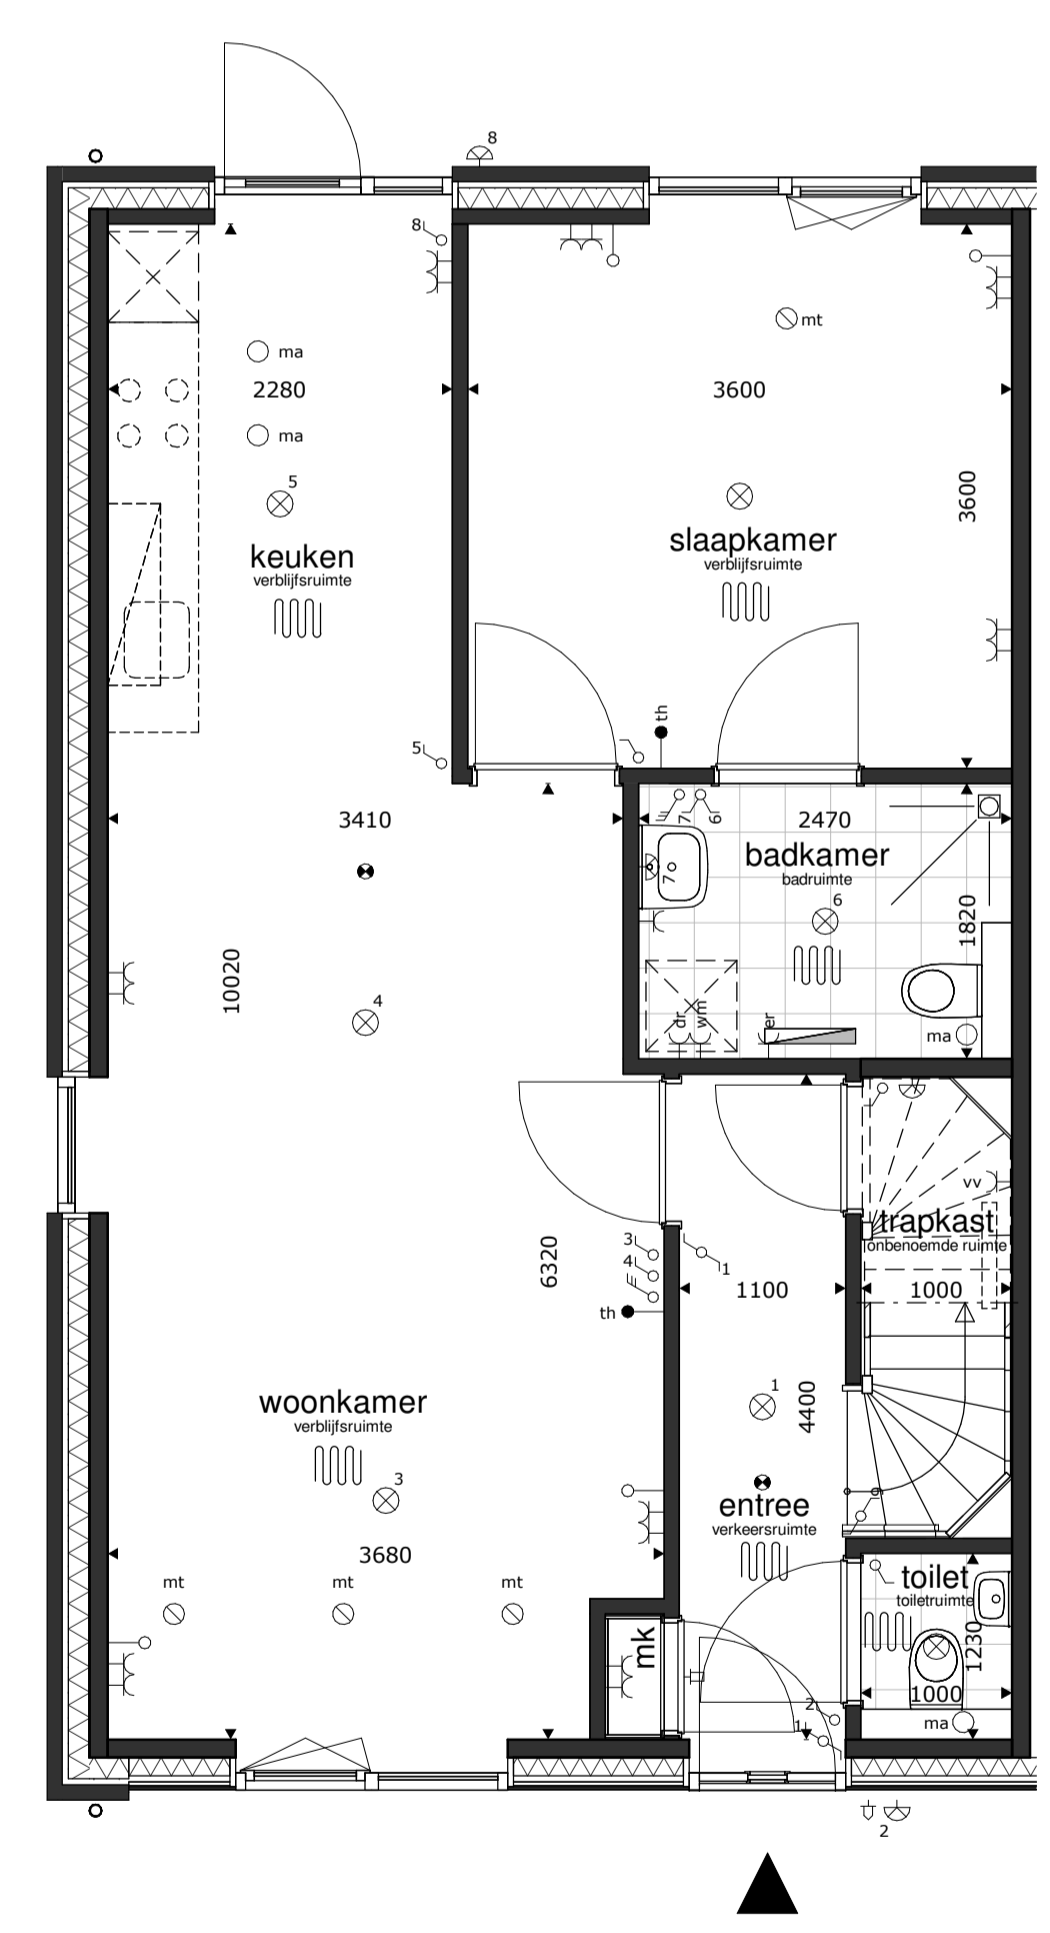 8
8
ma
mt
2280
3600
ma
5
3600
keuken
verblijfsruimte
slaapkamer
verblijfsruimte
th
5
3410
7
6
2470
badkamer
badruimte
7
6
1820
10020
4
dr
wm
er
ma
vv
trapkast
onbenoemde ruimte
3
4
1
6320
1100
1000
th
woonkamer
verblijfsruimte
1
4400
3
entree
verkeersruimte
3680
mt
mt
mt
toilet
toiletruimte
1230
mk
1000
2
1
ma
2